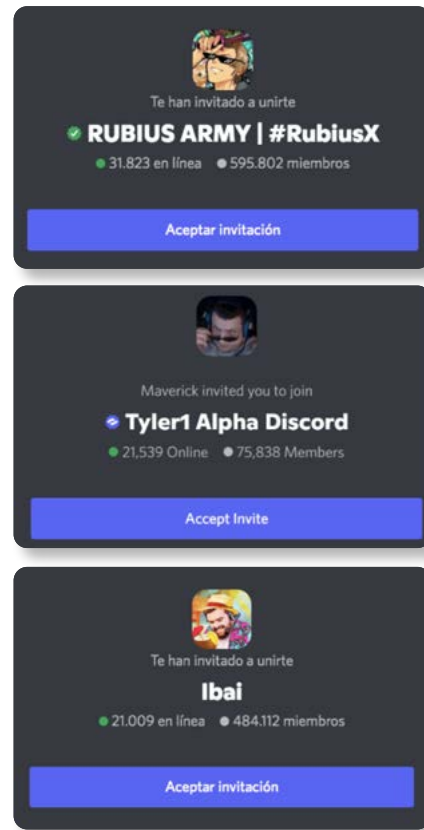 Te han invitado a unirte
RUBIUS ARMY | #RubiusX
31.823 en línea 595.802 miembros
Aceptar invitación
Maverick invited you to join
Tyler1 Alpha Discord
21,539 Online 75,838 Members
Accept Invite
Te han invitado a unirte
Ibai
21.009 en línea 484.112 miembros
Aceptar invitación